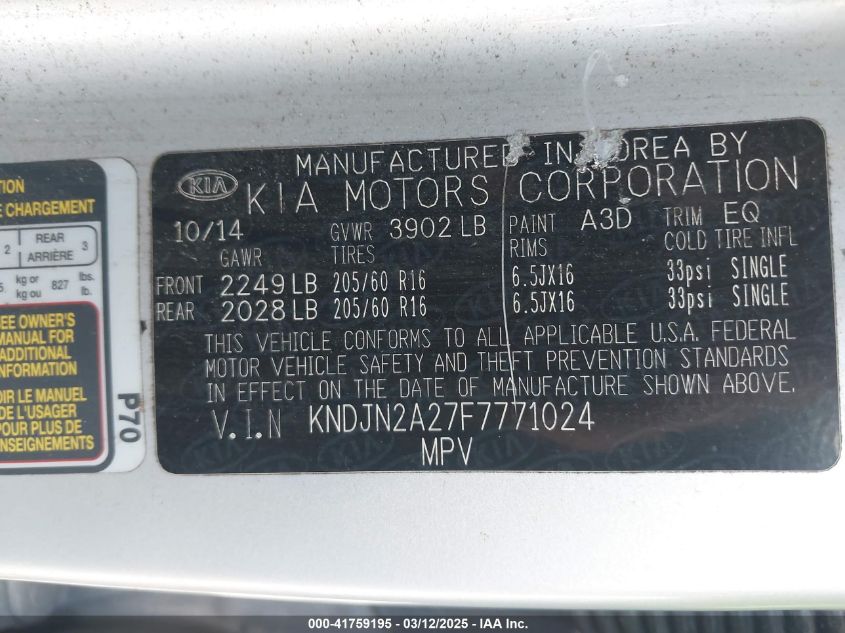 TION
E CHARGEMENT
2 REAR ARRIÈRE 3
kg or kg ou 827 lbs. lb.
SEE OWNER'S
MANUAL FOR
ADDITIONAL
INFORMATION
OIR LE MANUEL
DE L'USAGER
POUR PLUS DE
NSEIGNEMENTS
P70
MANUFACTURED IN KOREA BY
KIA KIA MOTORS CORPORATION
10/14 GVWR 3902 LB PAINT A3D TRIM EQ
GAWR TIRES RIMS COLD TIRE INFL
FRONT 2249 LB 205/60 R16 6.5JX16 33psi SINGLE
REAR 2028 LB 205/60 R16 6.5JX16 33psi SINGLE
THIS VEHICLE CONFORMS TO ALL APPLICABLE U.S.A. FEDERAL
MOTOR VEHICLE SAFETY AND THEFT PREVENTION STANDARDS
IN EFFECT ON THE DATE OF MANUFACTURE SHOWN ABOVE.
V.I.N KNDJN2A27F7771024
MPV
000-41759195 - 03/12/2025 - IAAI.com